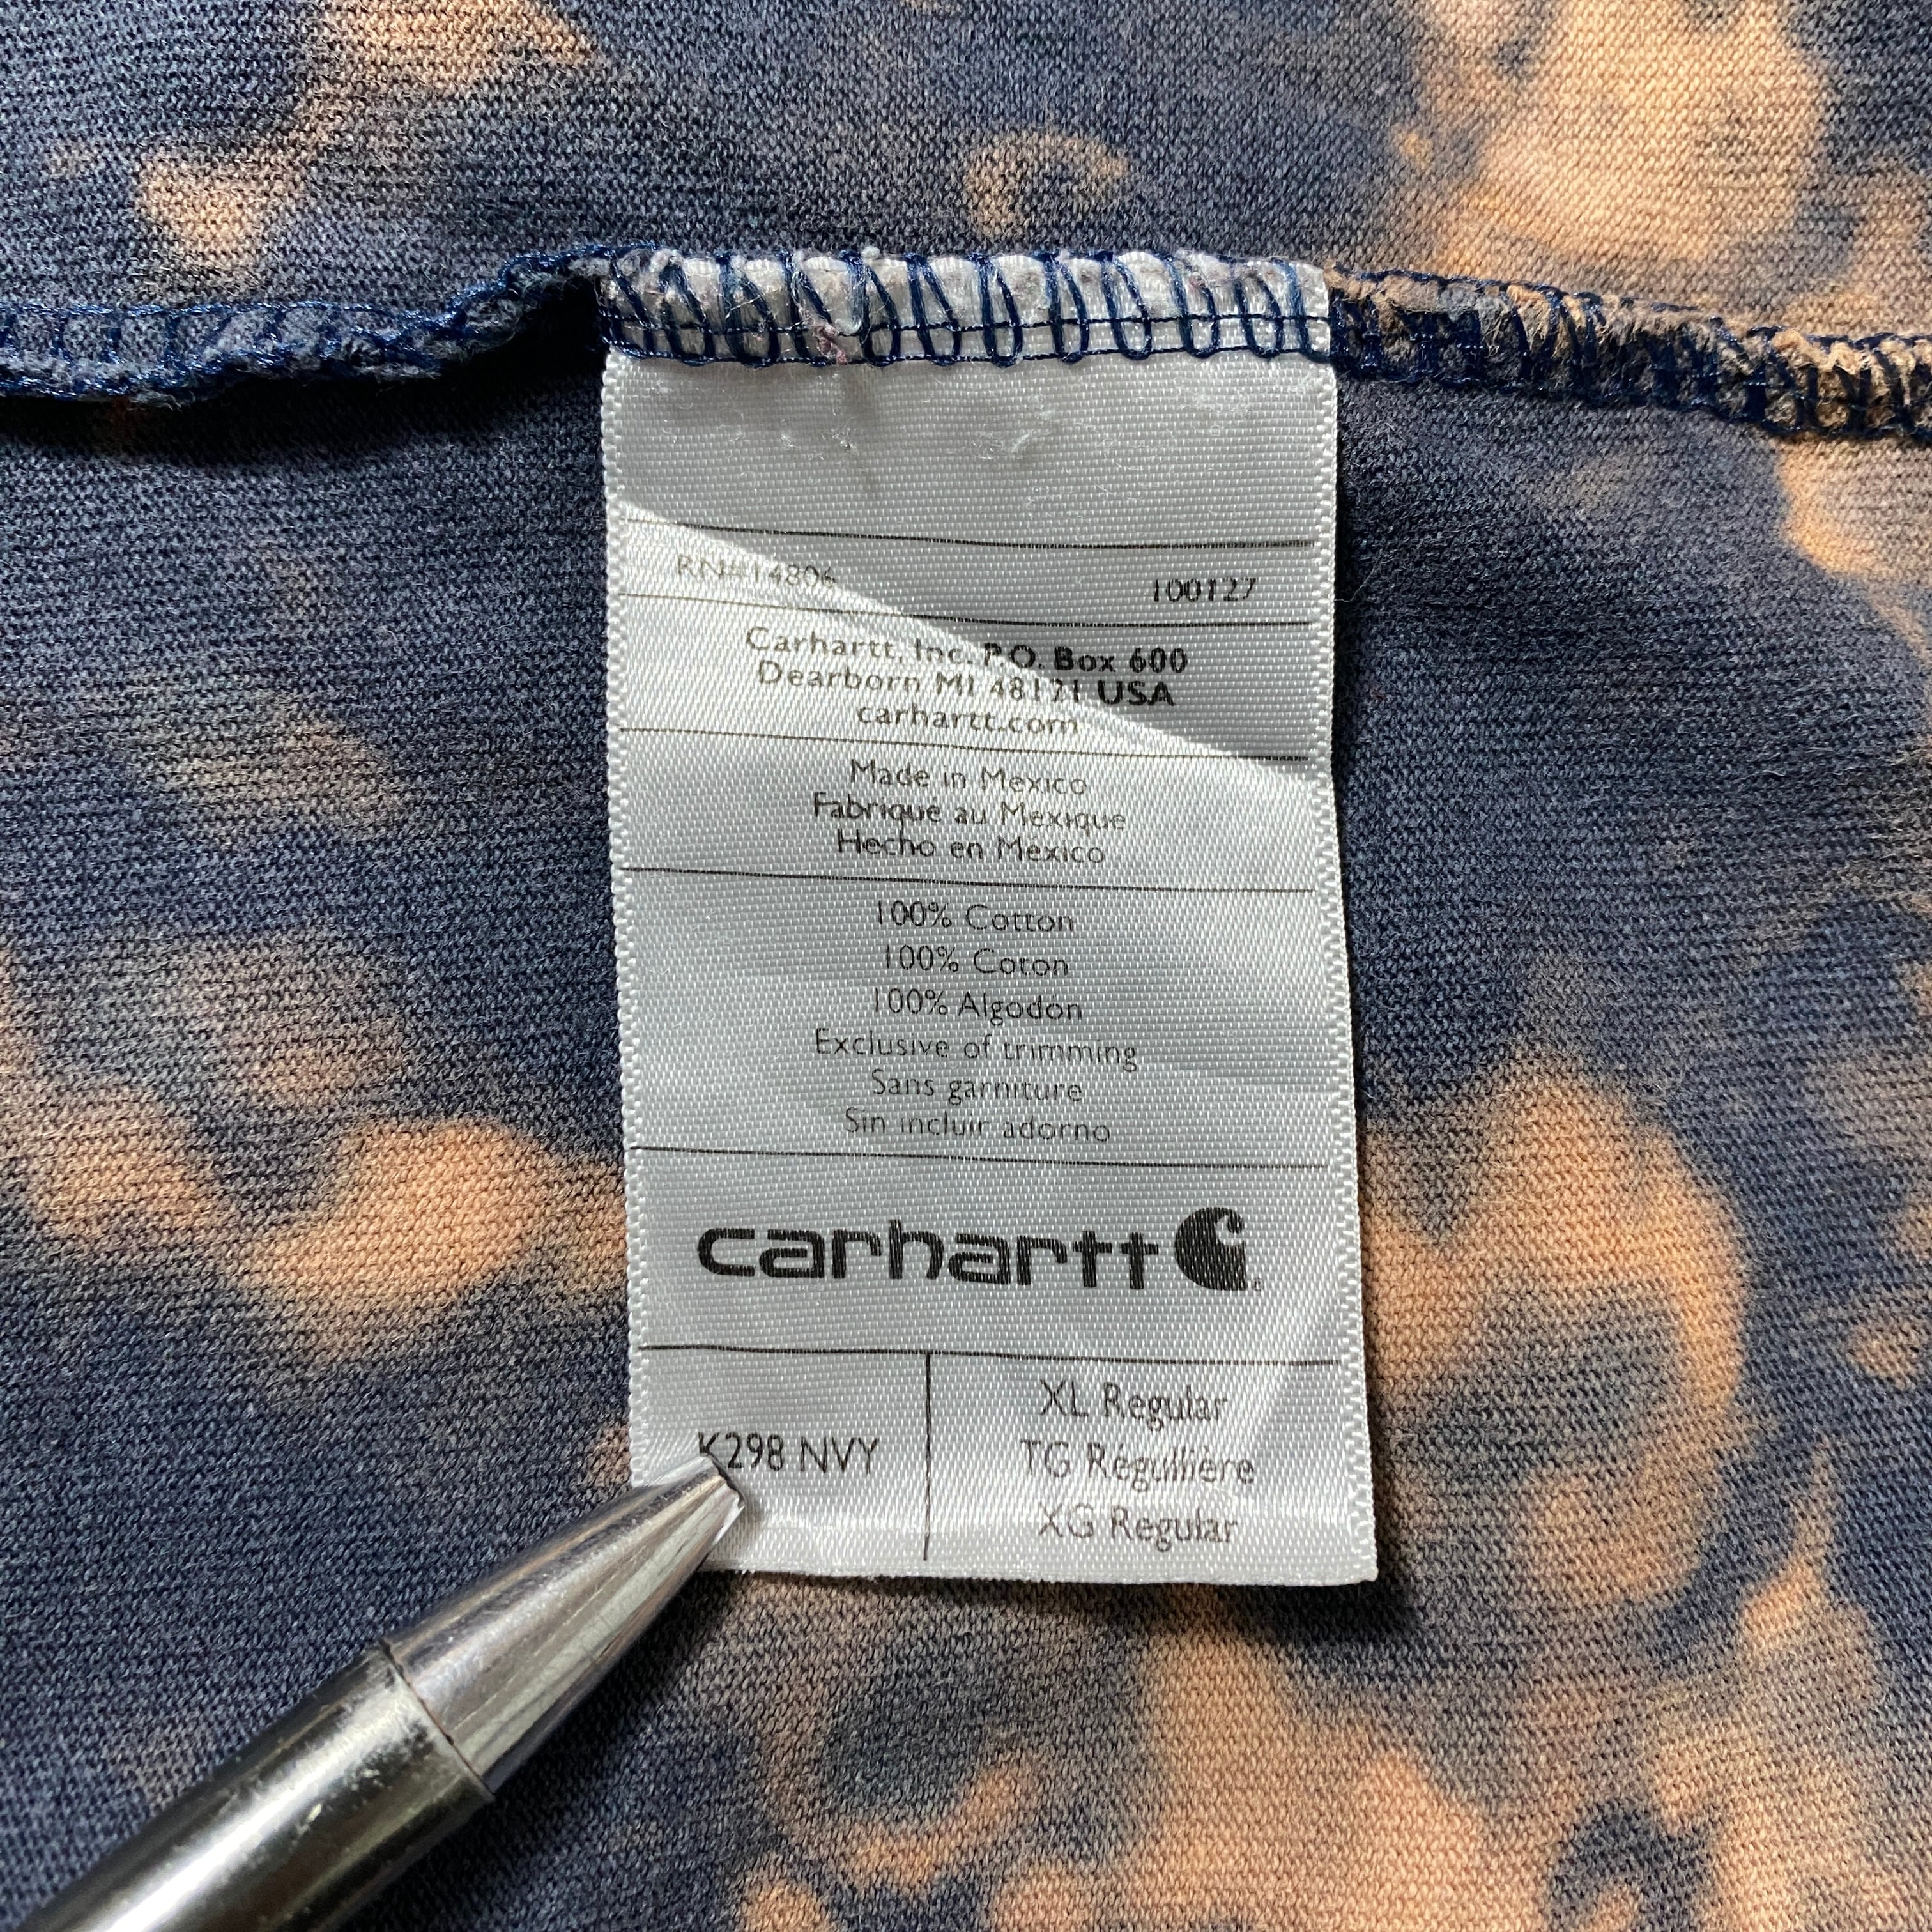 RN#14806 100127
Carhartt, Inc. P.O. Box 600
Dearborn MI 48121 USA
carhartt.com
Made in Mexico
Fabrique au Mexique
Hecho en Mexico
100% Cotton
100% Coton
100% Algodon
Exclusive of trimming
Sans garniture
Sin incluir adorno
carhartt
K298 NVY
XL Regular
TG Régullière
XG Regular